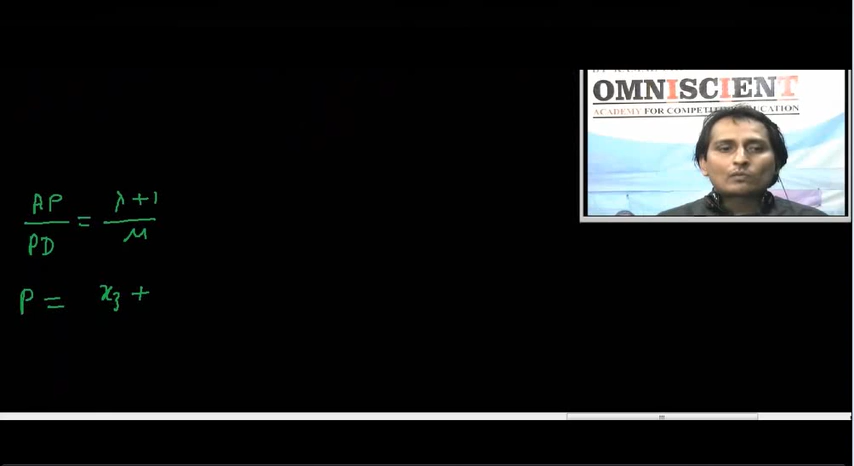 OMNISCIENT
ACADEMY FOR COMPETITIVE EDUCATION
AP/PD = λ+1/μ
P = x₃ +